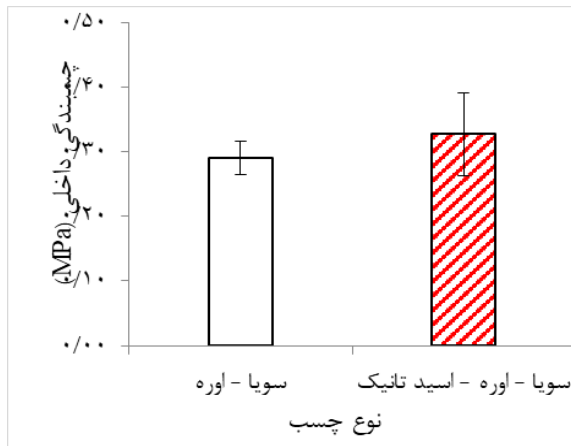 ۰/۵۰
۰/۴۰
۰/۳۰
۰/۲۰
۰/۱۰
۰/۰۰
چسبندگی داخلی (MPa)
سویا - اوره
سویا - اوره - اسید تانیک
نوع چسب